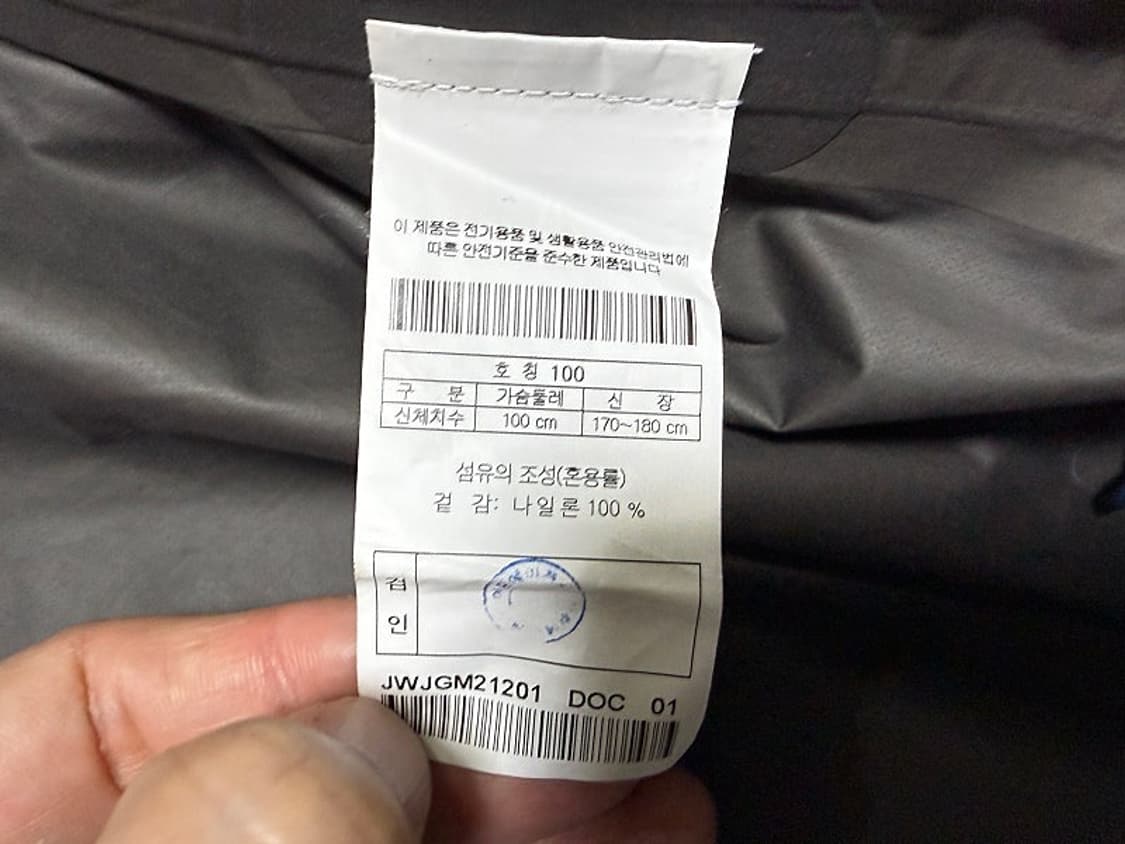 이 제품은 전기용품 및 생활용품 안전관리법에
따른 안전기준을 준수한 제품입니다
호 칭 100
구 분 가슴둘레 신 장
신체치수 100 cm 170~180 cm
섬유의 조성(혼용률)
겉 감: 나일론 100 %
검
인
JWJGM21201 DOC 01